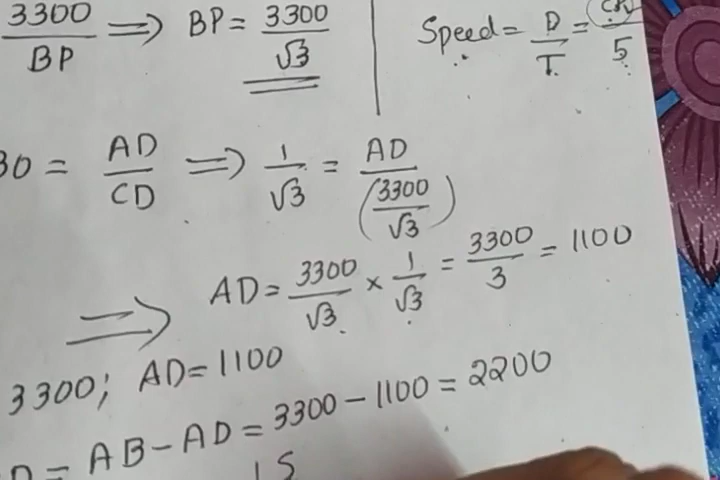 3300/BP ⟹ BP = 3300/√3
Speed = D/T = /5
30 = AD/CD ⟹ 1/√3 = AD/(3300/√3)
⟹ AD = 3300/√3 × 1/√3 = 3300/3 = 1100
3300; AD = 1100
= AB - AD = 3300 - 1100 = 2200